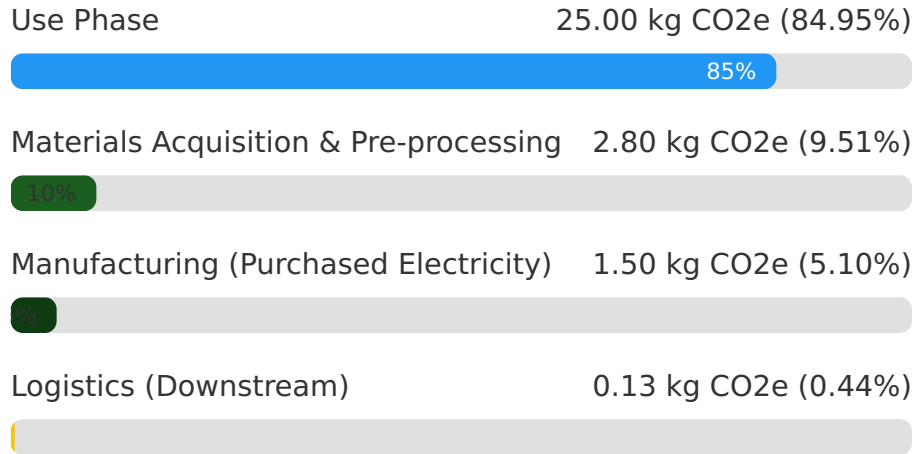 Use Phase 25.00 kg CO2e (84.95%)
85%
Materials Acquisition & Pre-processing 2.80 kg CO2e (9.51%)
10%
Manufacturing (Purchased Electricity) 1.50 kg CO2e (5.10%)
%
Logistics (Downstream) 0.13 kg CO2e (0.44%)